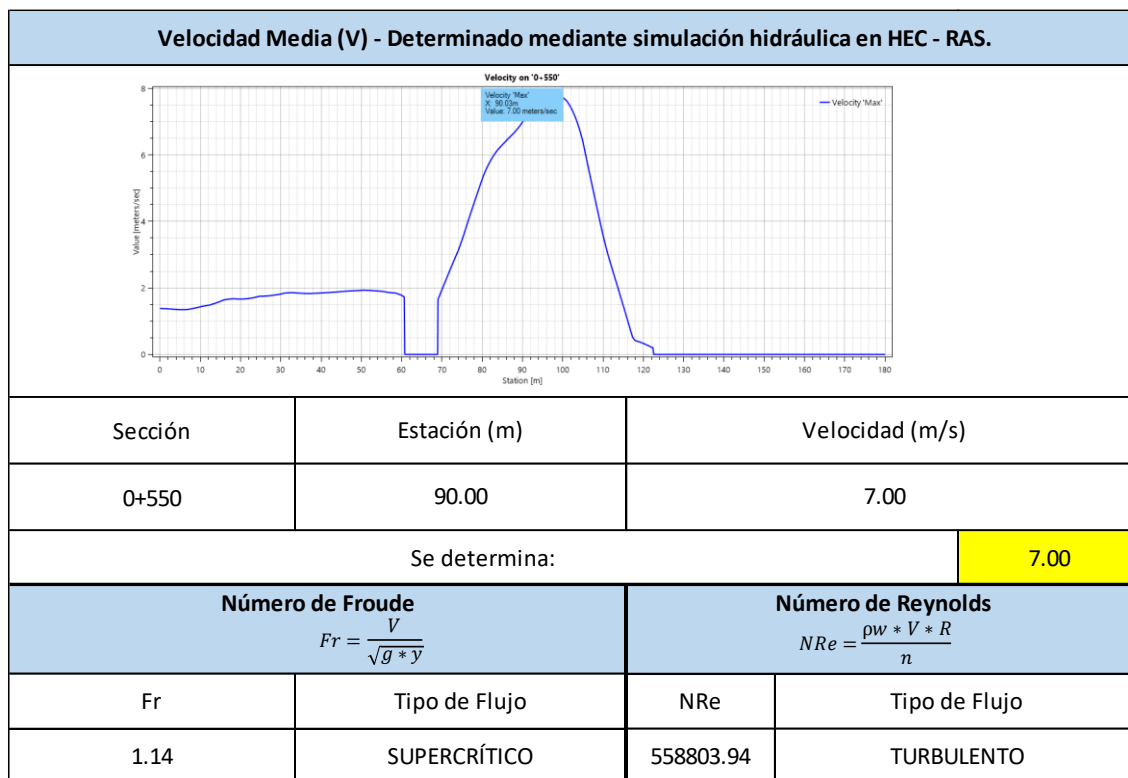 Velocidad Media (V) - Determinado mediante simulación hidráulica en HEC - RAS.
Velocity on '0+550'
Velocity 'Max'
X: 90.03m
Value: 7.00 meters/sec
Velocity 'Max'
Value [meters/sec]
8
6
4
2
0
0 10 20 30 40 50 60 70 80 90 100 110 120 130 140 150 160 170 180
Station [m]
Sección Estación (m) Velocidad (m/s)
0+550 90.00 7.00
Se determina: 7.00
Número de Froude Número de Reynolds
Fr = V / √g * y NRe = ρw * V * R / n
Fr Tipo de Flujo NRe Tipo de Flujo
1.14 SUPERCRÍTICO 558803.94 TURBULENTO